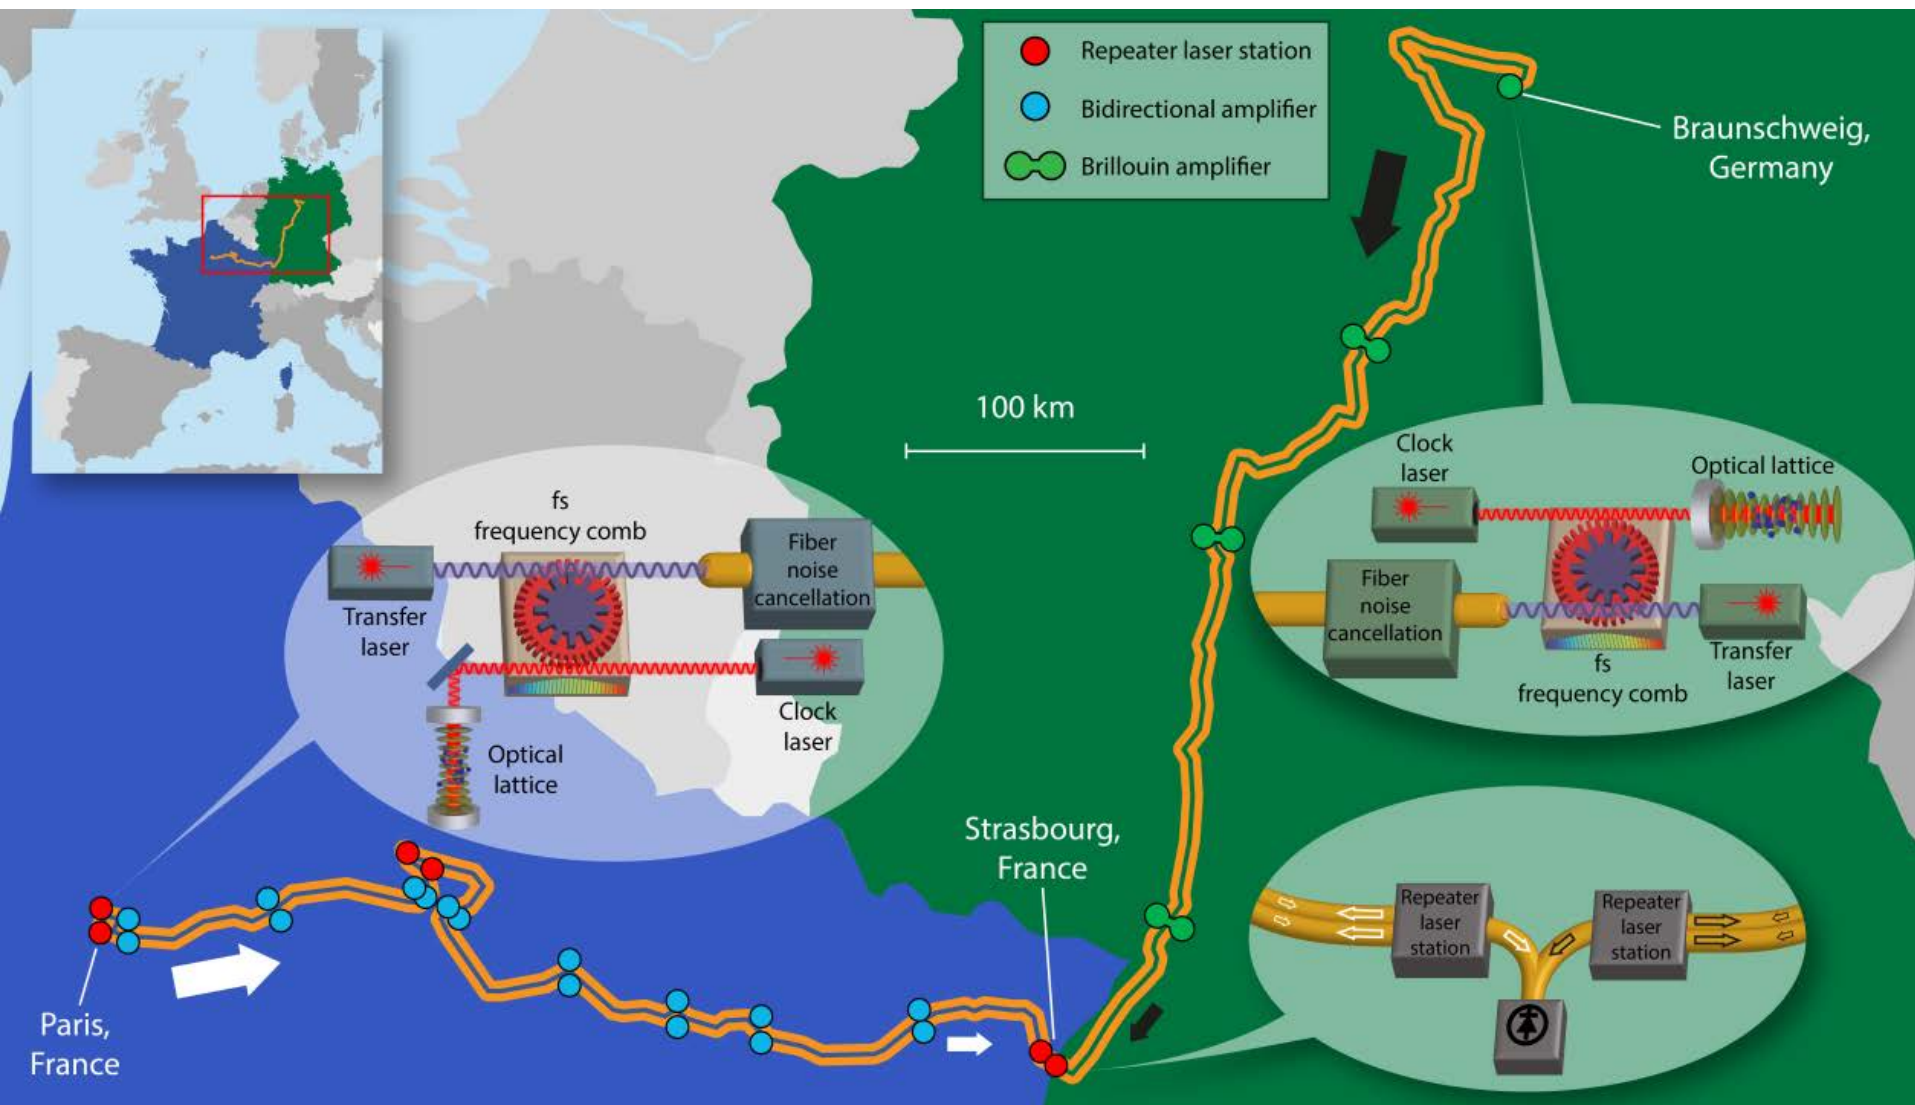 Repeater laser station
Bidirectional amplifier
Brillouin amplifier
Braunschweig,
Germany
100 km
Clock
laser
Optical lattice
Fiber
noise
cancellation
fs
frequency comb
Transfer
laser
fs
frequency comb
Fiber
noise
cancellation
Transfer
laser
Clock
laser
Optical
lattice
Strasbourg,
France
Repeater
laser
station
Repeater
laser
station
Paris,
France